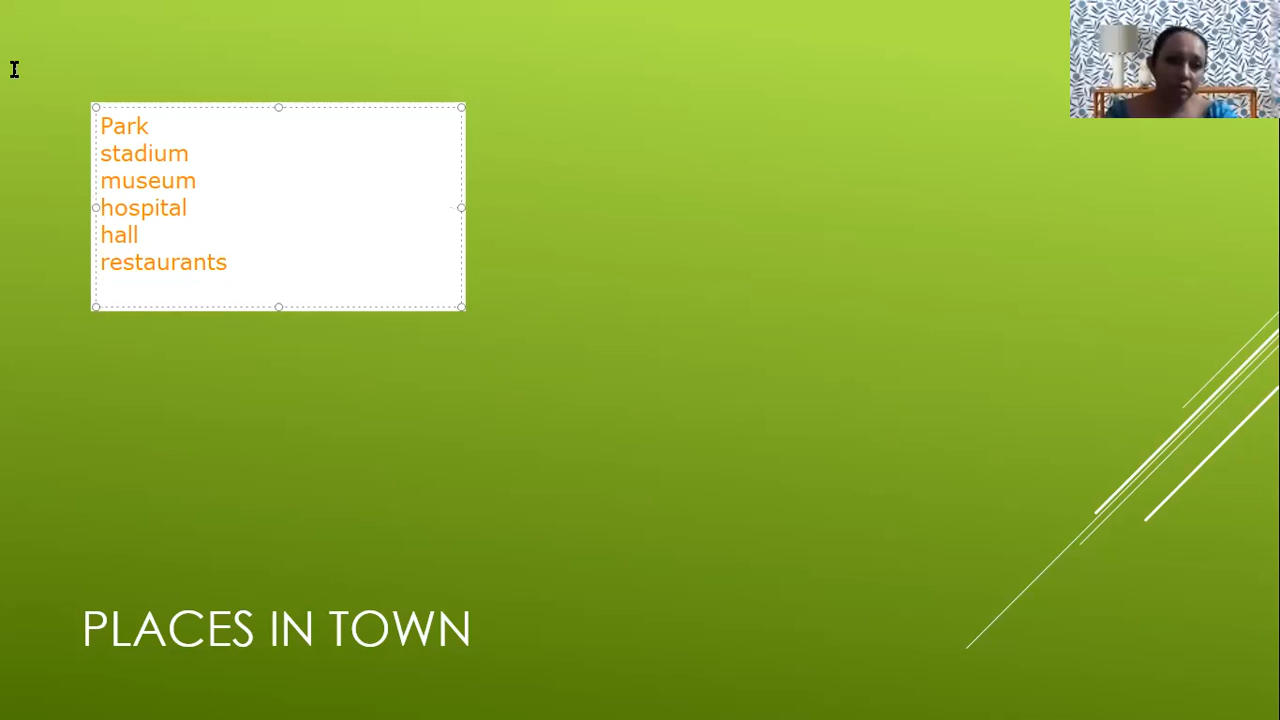 Park
stadium
museum
hospital
hall
restaurants
PLACES IN TOWN